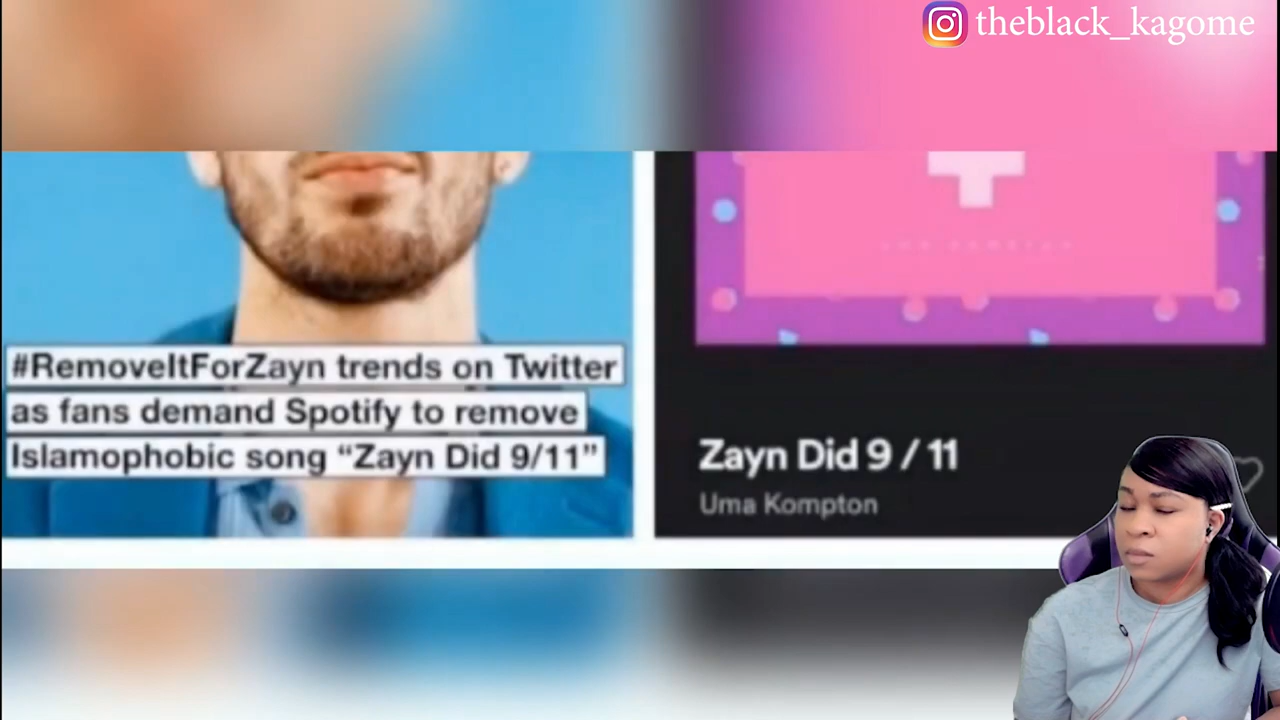 theblack_kagome
#RemoveItForZayn trends on Twitter
as fans demand Spotify to remove
Islamophobic song “Zayn Did 9/11”
Zayn Did 9 / 11
Uma Kompton